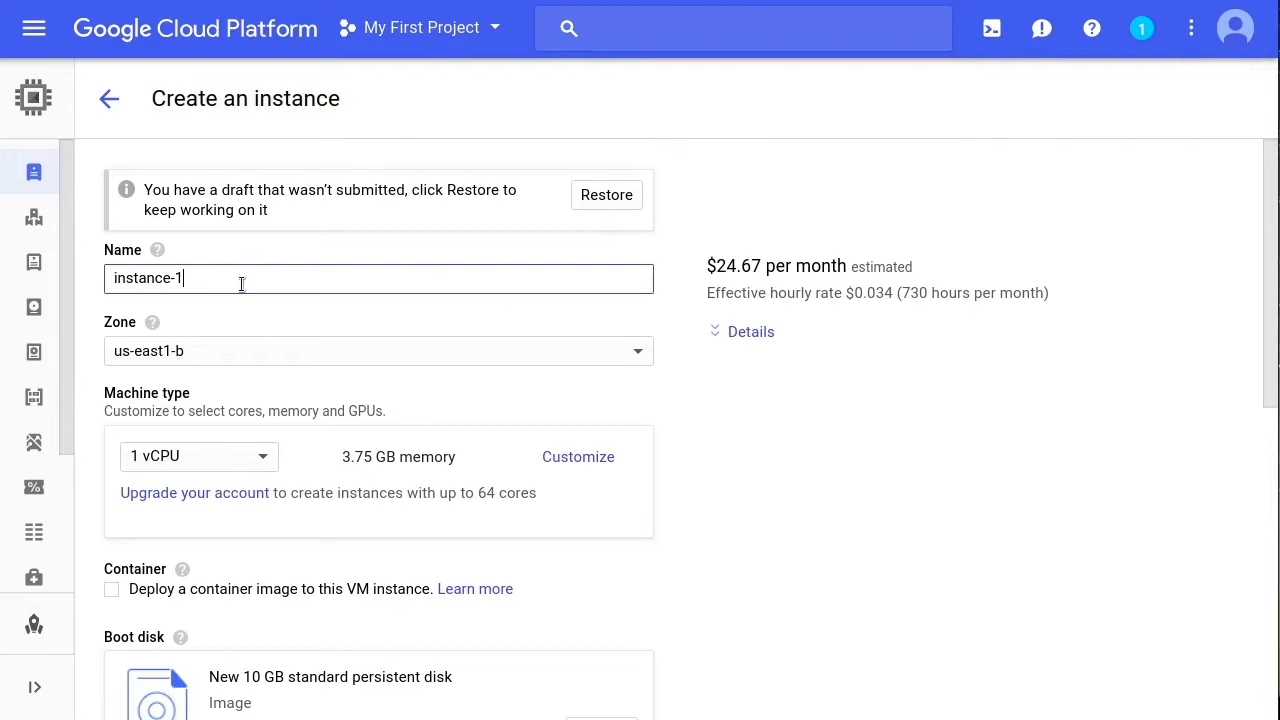 Google Cloud Platform
My First Project
1
Create an instance
You have a draft that wasn't submitted, click Restore to
keep working on it
Restore
Name
instance-1
Zone
us-east1-b
Machine type
Customize to select cores, memory and GPUs.
1 vCPU
3.75 GB memory
Customize
Upgrade your account to create instances with up to 64 cores
Container
Deploy a container image to this VM instance. Learn more
Boot disk
New 10 GB standard persistent disk
Image
$24.67 per month estimated
Effective hourly rate $0.034 (730 hours per month)
Details